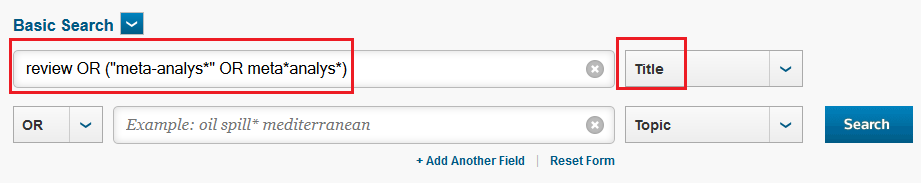 Basic Search
review OR ("meta-analys*" OR meta*analys*) Title
OR Example: oil spill* mediterranean Topic Search
+ Add Another Field | Reset Form